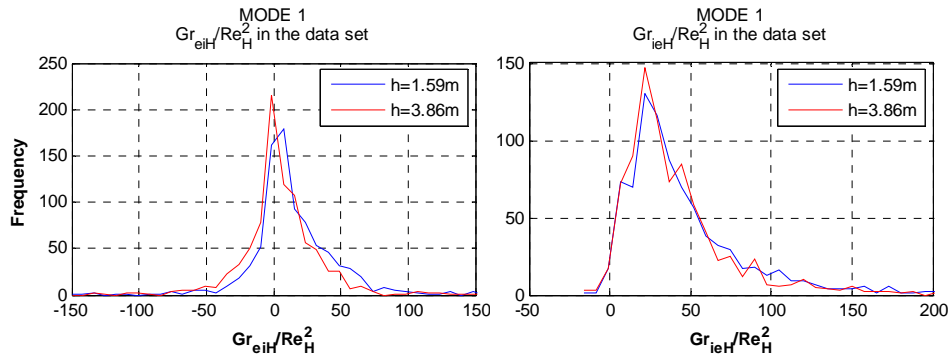 MODE 1
Gr_eiH/Re_H^2 in the data set
250
200
150
100
50
0
Frequency
h=1.59m
h=3.86m
-150 -100 -50 0 50 100 150
Gr_eiH/Re_H^2
MODE 1
Gr_ieH/Re_H^2 in the data set
150
100
50
0
h=1.59m
h=3.86m
-50 0 50 100 150 200
Gr_ieH/Re_H^2